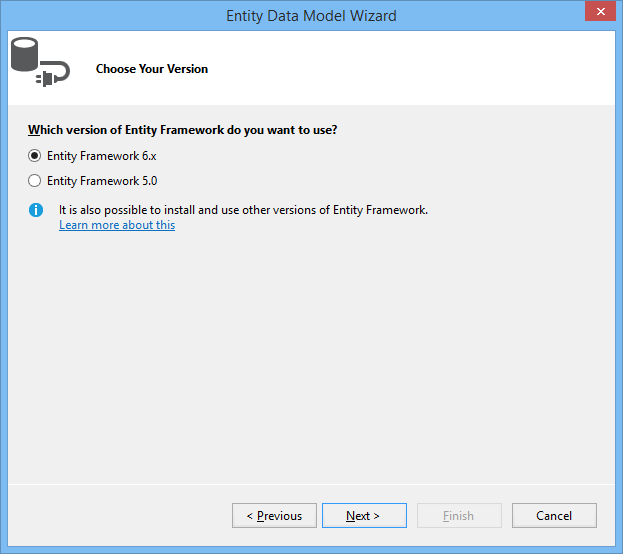 Entity Data Model Wizard
Choose Your Version
Which version of Entity Framework do you want to use?
Entity Framework 6.x
Entity Framework 5.0
It is also possible to install and use other versions of Entity Framework.
Learn more about this
< Previous
Next >
Finish
Cancel